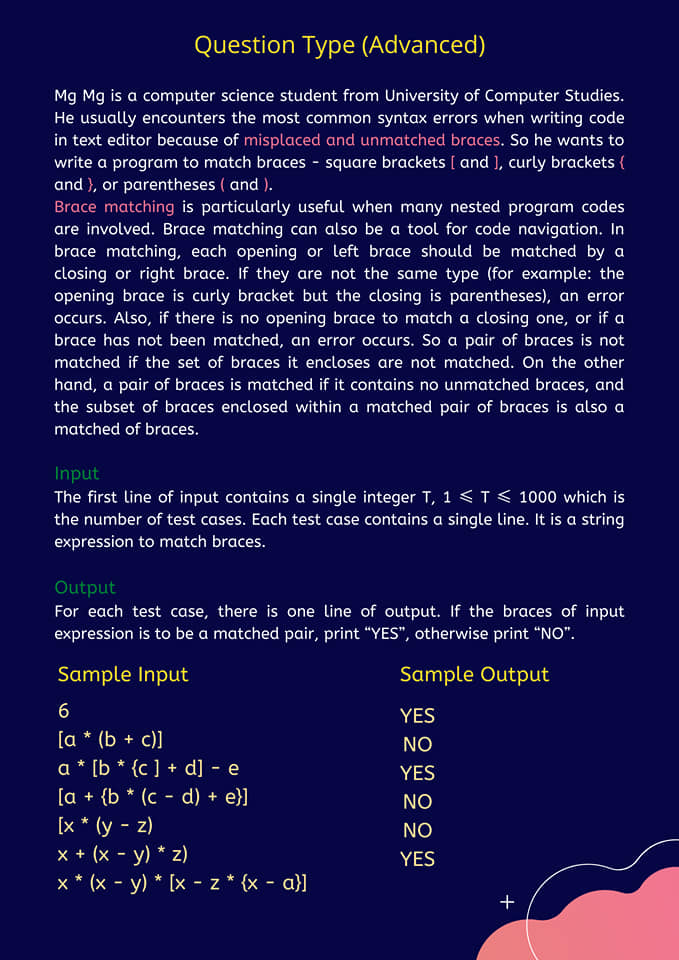 Question Type (Advanced)
Mg Mg is a computer science student from University of Computer Studies.
He usually encounters the most common syntax errors when writing code
in text editor because of misplaced and unmatched braces. So he wants to
write a program to match braces - square brackets [ and ], curly brackets {
and }, or parentheses ( and ).
Brace matching is particularly useful when many nested program codes
are involved. Brace matching can also be a tool for code navigation. In
brace matching, each opening or left brace should be matched by a
closing or right brace. If they are not the same type (for example: the
opening brace is curly bracket but the closing is parentheses), an error
occurs. Also, if there is no opening brace to match a closing one, or if a
brace has not been matched, an error occurs. So a pair of braces is not
matched if the set of braces it encloses are not matched. On the other
hand, a pair of braces is matched if it contains no unmatched braces, and
the subset of braces enclosed within a matched pair of braces is also a
matched of braces.
Input
The first line of input contains a single integer T, 1 ⩽ T ⩽ 1000 which is
the number of test cases. Each test case contains a single line. It is a string
expression to match braces.
Output
For each test case, there is one line of output. If the braces of input
expression is to be a matched pair, print “YES”, otherwise print “NO”.
Sample Input
6
[a * (b + c)]
a * [b * {c ] + d] - e
[a + {b * (c - d) + e}]
[x * (y - z)
x + (x - y) * z)
x * (x - y) * [x - z * {x - a}]
Sample Output
YES
NO
YES
NO
NO
YES